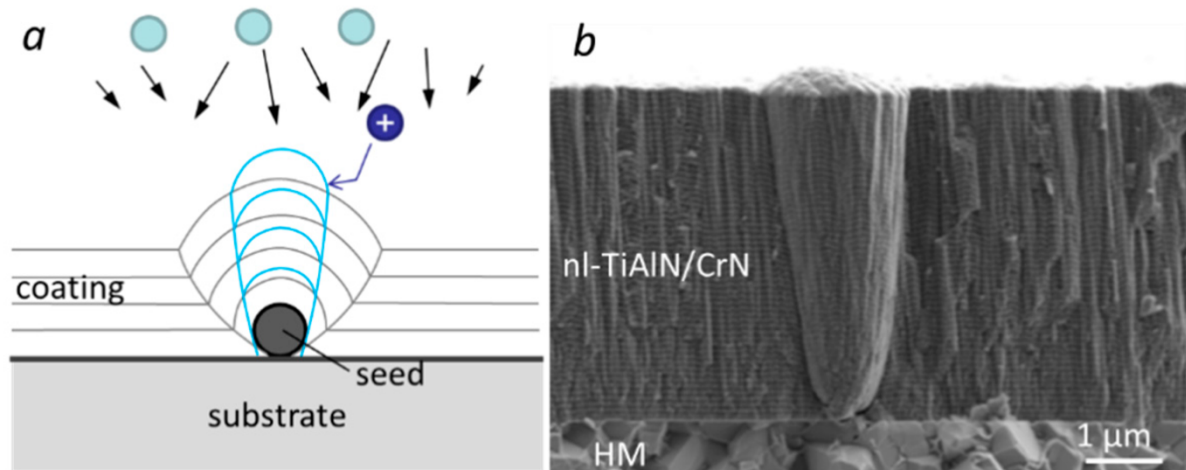 a
+
coating
seed
substrate
b
nl-TiAlN/CrN
HM
1 μm